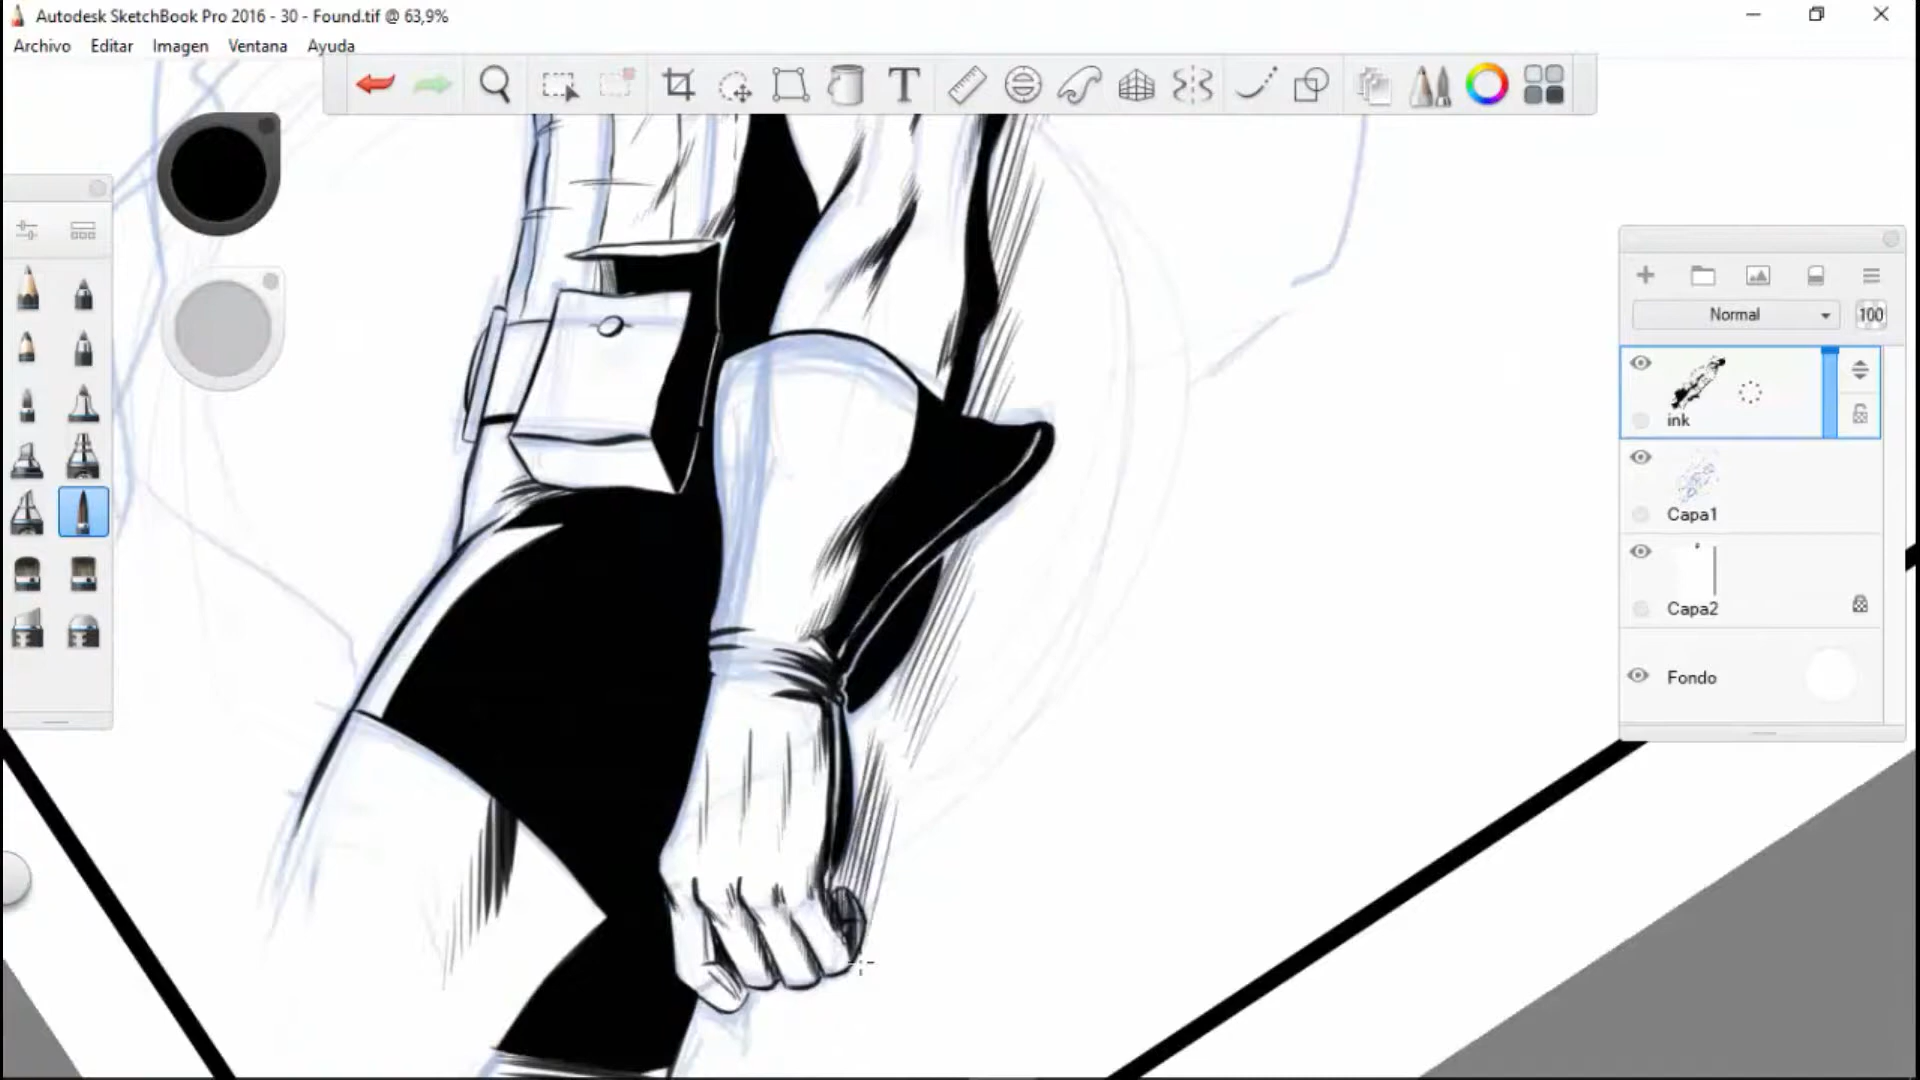 Autodesk SketchBook Pro 2016 - 30 - Found.tif @ 63,9%
Archivo Editar Imagen Ventana Ayuda
T
Normal 100
ink
Capa1
Capa2
Fondo